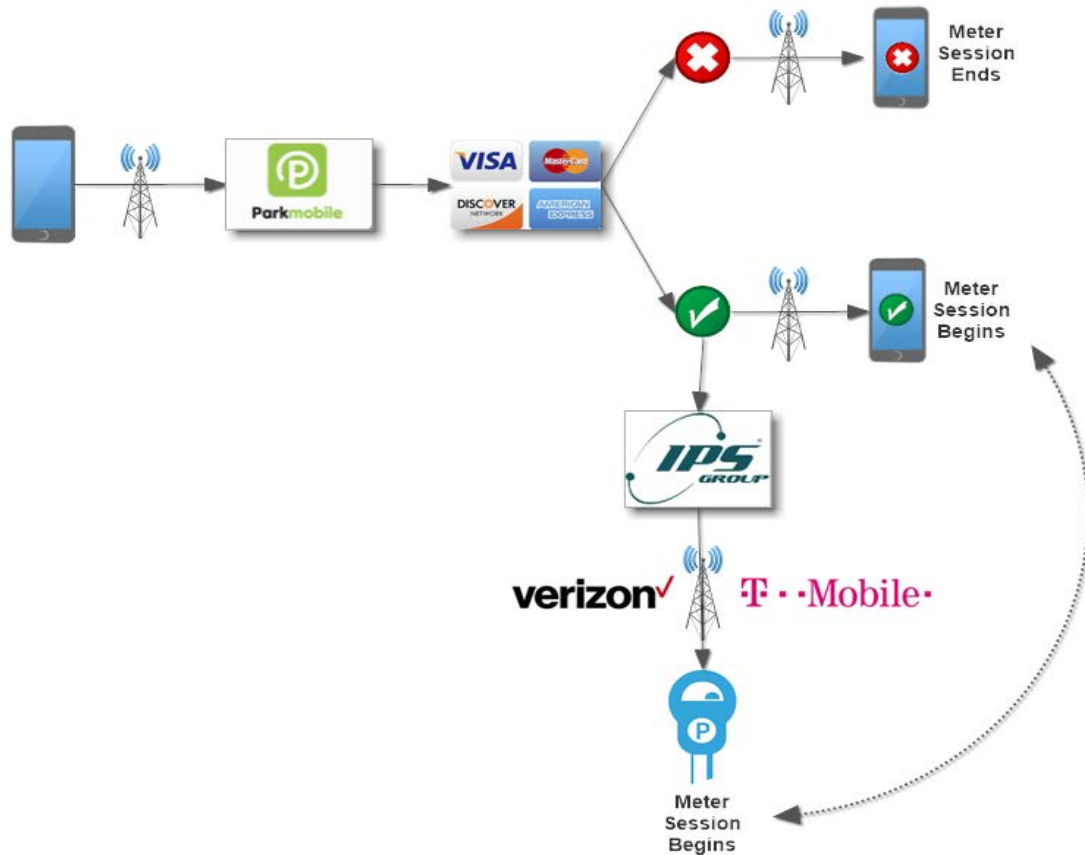 Meter
Session
Ends
P
Parkmobile
VISA
MasterCard
DISCOVER
NETWORK
AMERICAN
EXPRESS
Meter
Session
Begins
IPS
GROUP
verizon
T··Mobile·
P
Meter
Session
Begins